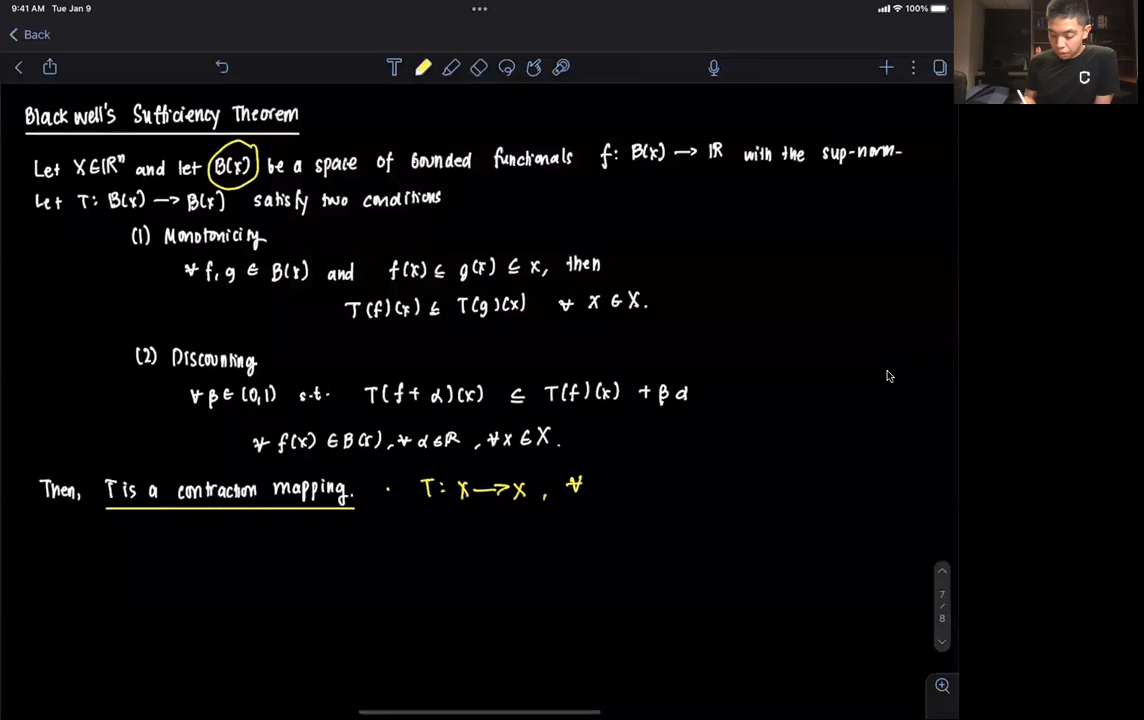 9:41 AM Tue Jan 9
100%
Back
Blackwell's Sufficiency Theorem
Let X∈ℝⁿ and let B(x) be a space of bounded functionals f: B(x) → ℝ with the sup-norm-
Let T: B(x) → B(x) satisfy two conditions
(1) Monotonicity
∀ f, g ∈ B(x) and f(x) ≤ g(x) ≤ x, then
T(f)(x) ≤ T(g)(x) ∀ x ∈ X.
(2) Discounting
∀ β ∈ (0,1) s.t. T(f + α)(x) ≤ T(f)(x) + β α
∀ f(x) ∈ B(x), ∀ α ∈ ℝ, ∀x ∈ X.
Then, T is a contraction mapping. · T: X → X , ∀
7
/
8
C